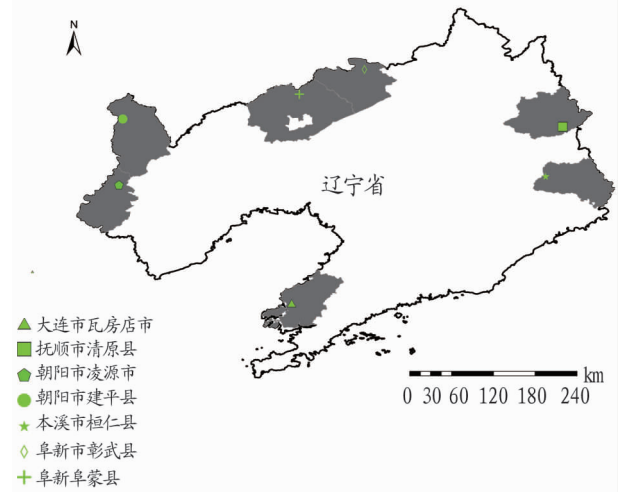 N
辽宁省
大连市瓦房店市
抚顺市清原县
朝阳市凌源市
朝阳市建平县
本溪市桓仁县
阜新市彰武县
阜新阜蒙县
km
0 30 60 120 180 240